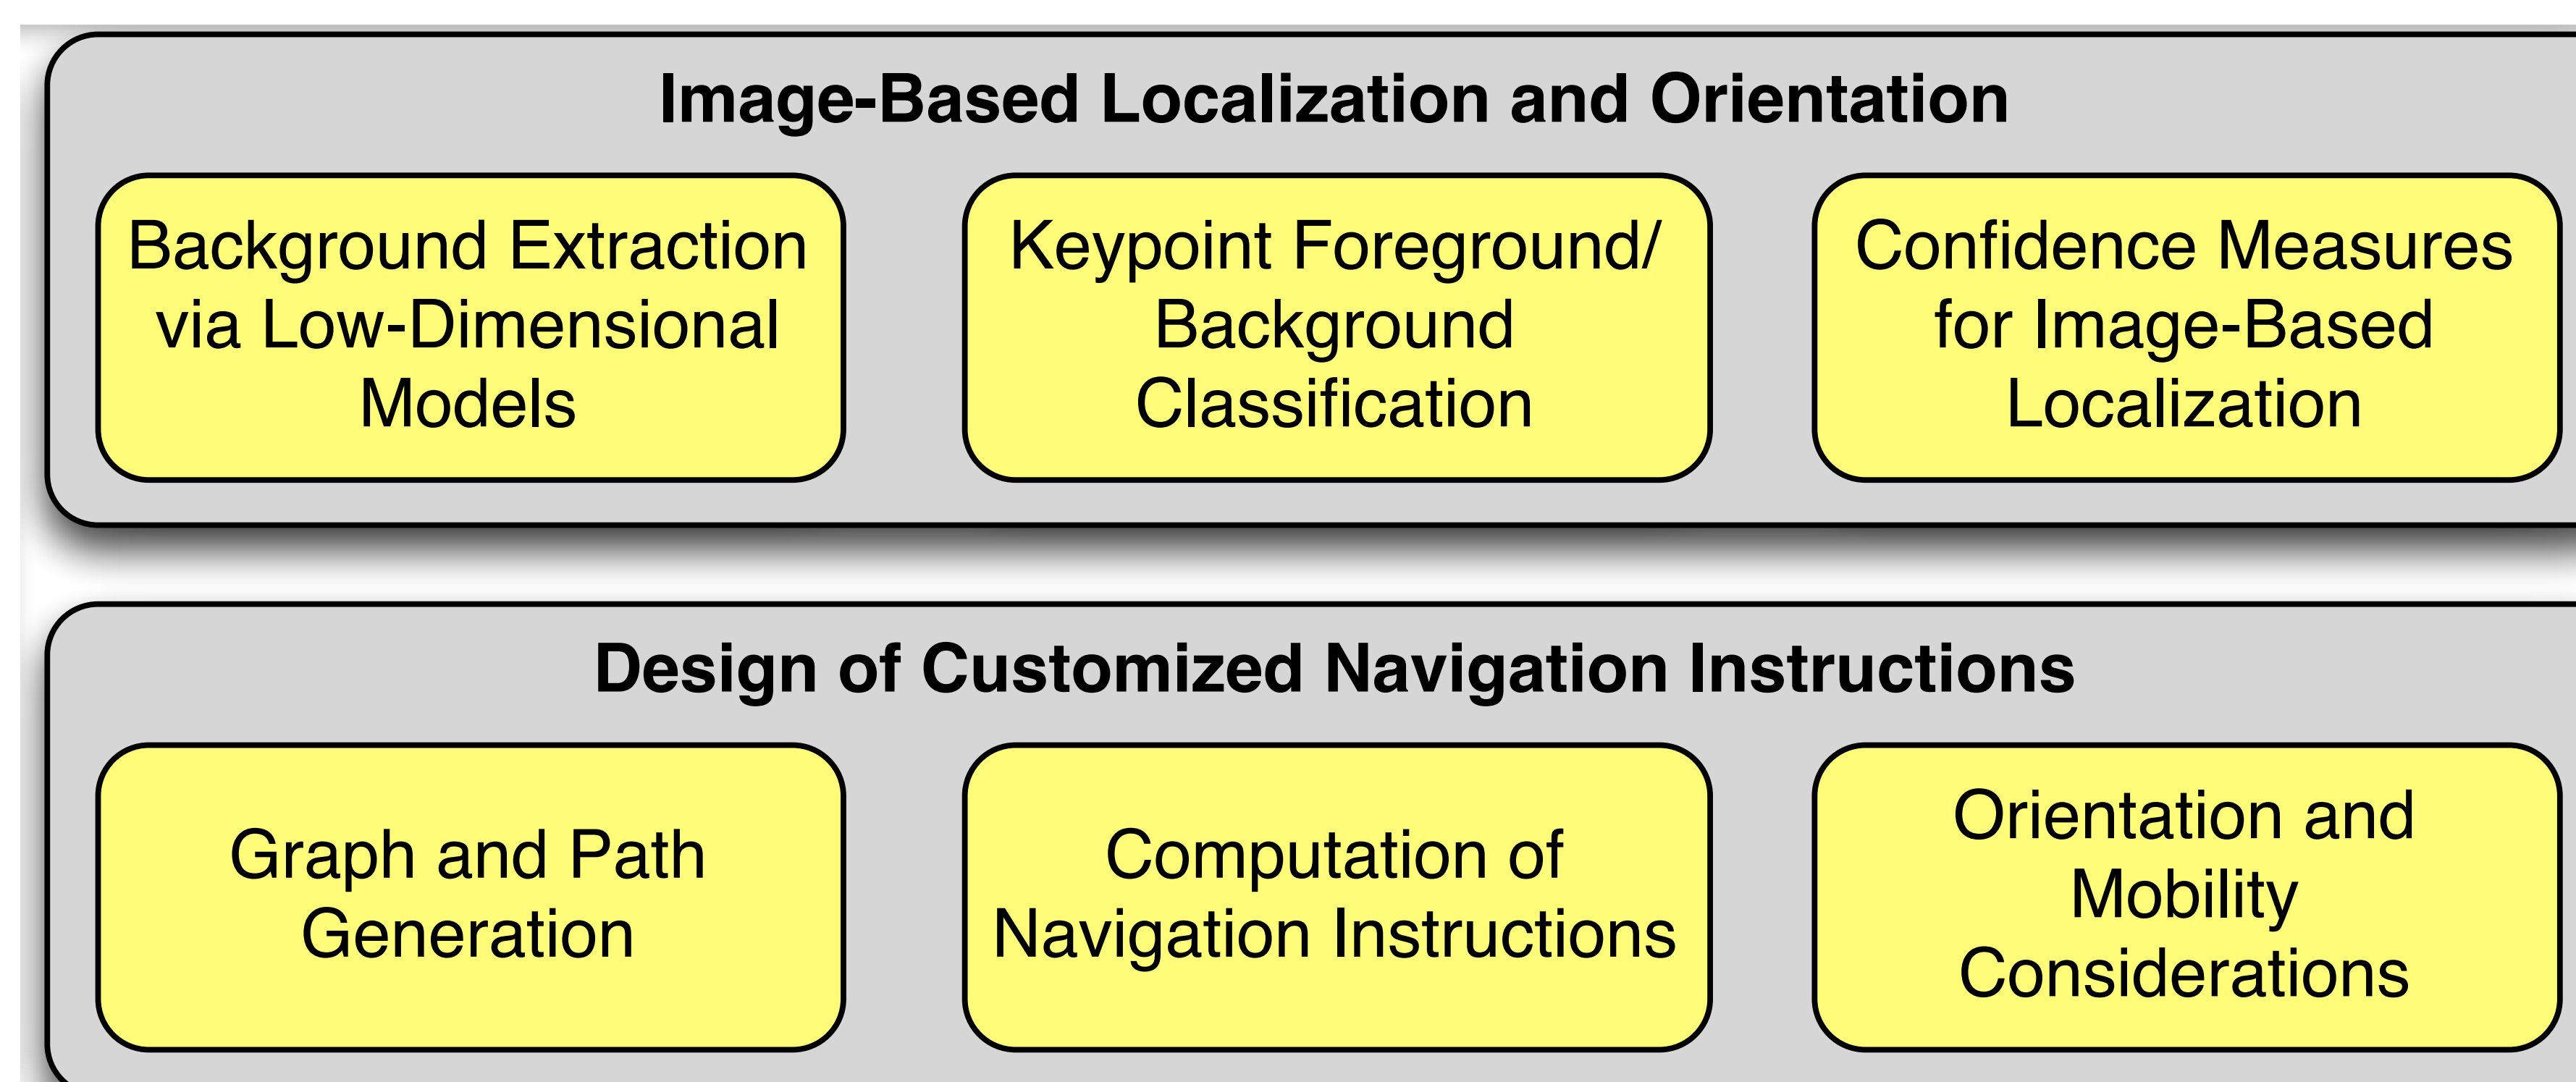 Image-Based Localization and Orientation
Background Extraction
via Low-Dimensional
Models
Keypoint Foreground/
Background
Classification
Confidence Measures
for Image-Based
Localization
Design of Customized Navigation Instructions
Graph and Path
Generation
Computation of
Navigation Instructions
Orientation and
Mobility
Considerations